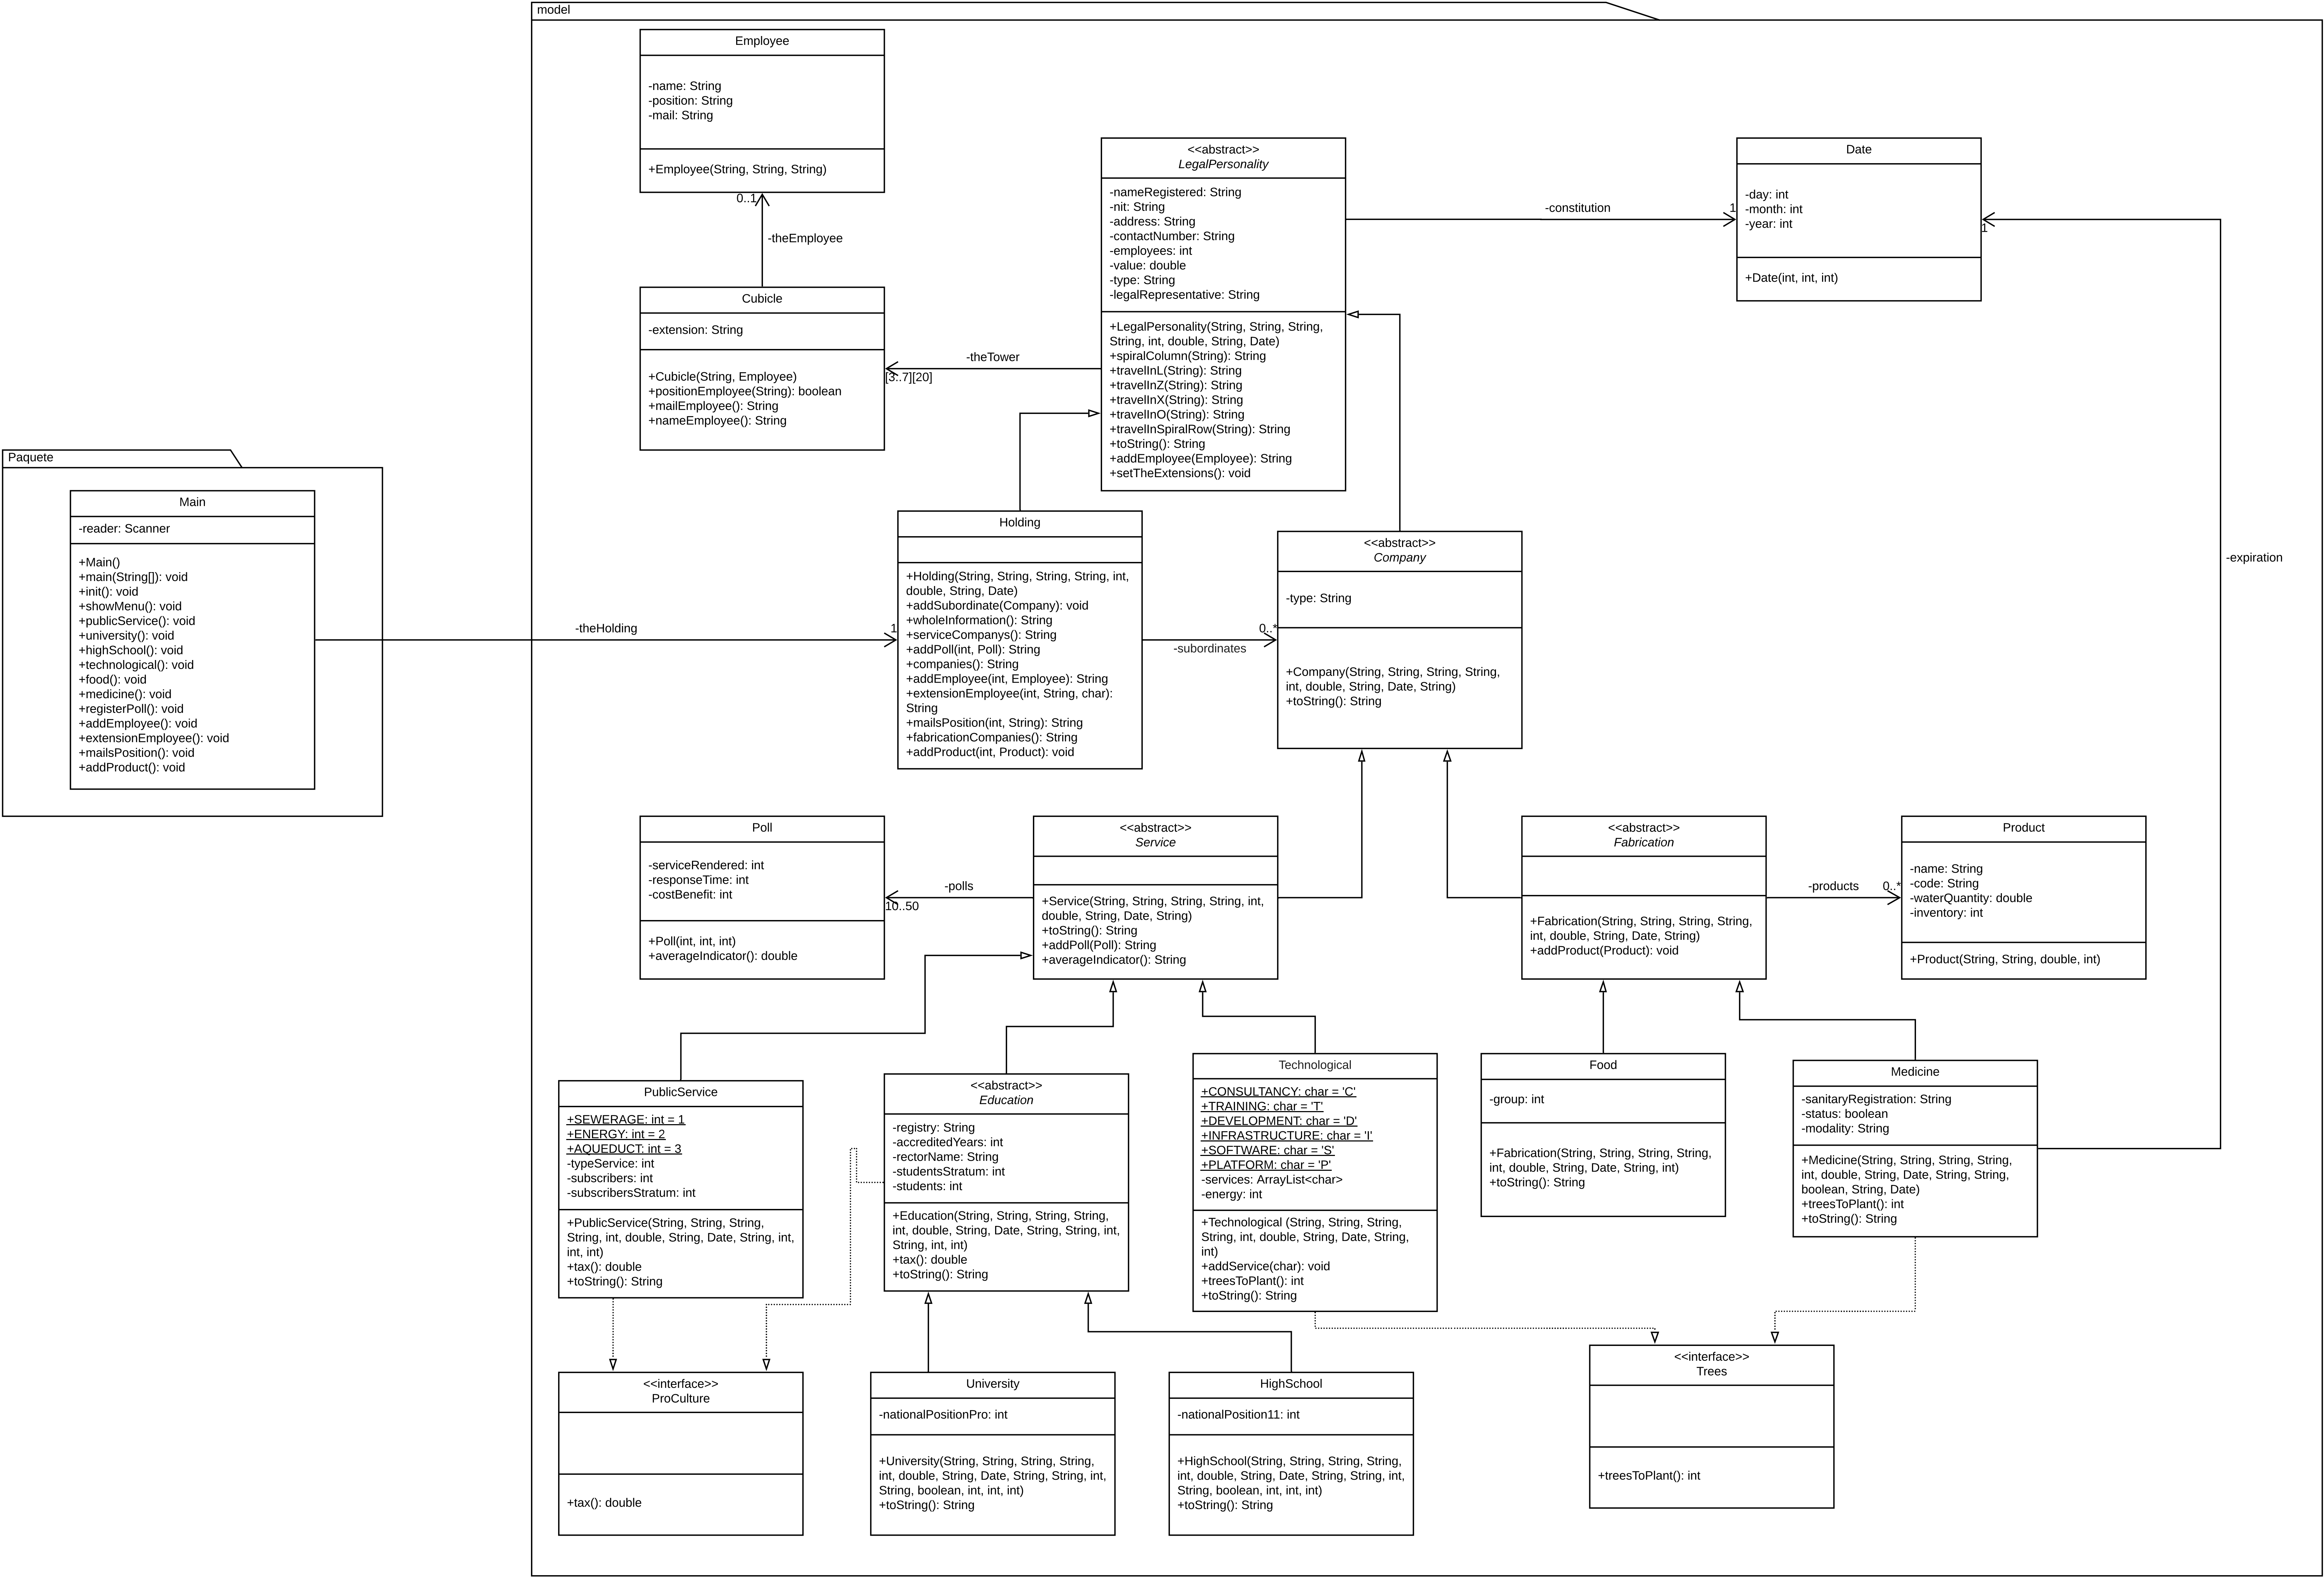 model
Employee
-name: String
-position: String
-mail: String
+Employee(String, String, String)
0..1
-theEmployee
Cubicle
-extension: String
+Cubicle(String, Employee)
+positionEmployee(String): boolean
+mailEmployee(): String
+nameEmployee(): String
<<abstract>>
LegalPersonality
-nameRegistered: String
-nit: String
-address: String
-contactNumber: String
-employees: int
-value: double
-type: String
-legalRepresentative: String
+LegalPersonality(String, String, String,
String, int, double, String, Date)
+spiralColumn(String): String
+travelInL(String): String
+travelInZ(String): String
+travelInX(String): String
+travelInO(String): String
+travelInSpiralRow(String): String
+toString(): String
+addEmployee(Employee): String
+setTheExtensions(): void
-theTower
[3..7][20]
-constitution
1
Date
-day: int
-month: int
-year: int
+Date(int, int, int)
1
-expiration
Paquete
Main
-reader: Scanner
+Main()
+main(String[]): void
+init(): void
+showMenu(): void
+publicService(): void
+university(): void
+highSchool(): void
+technological(): void
+food(): void
+medicine(): void
+registerPoll(): void
+addEmployee(): void
+extensionEmployee(): void
+mailsPosition(): void
+addProduct(): void
-theHolding
1
Holding
+Holding(String, String, String, String, int,
double, String, Date)
+addSubordinate(Company): void
+wholeInformation(): String
+serviceCompanys(): String
+addPoll(int, Poll): String
+companies(): String
+addEmployee(int, Employee): String
+extensionEmployee(int, String, char):
String
+mailsPosition(int, String): String
+fabricationCompanies(): String
+addProduct(int, Product): void
0..*
-subordinates
<<abstract>>
Company
-type: String
+Company(String, String, String, String,
int, double, String, Date, String)
+toString(): String
Poll
-serviceRendered: int
-responseTime: int
-costBenefit: int
+Poll(int, int, int)
+averageIndicator(): double
-polls
10..50
<<abstract>>
Service
+Service(String, String, String, String, int,
double, String, Date, String)
+toString(): String
+addPoll(Poll): String
+averageIndicator(): String
<<abstract>>
Fabrication
+Fabrication(String, String, String, String,
int, double, String, Date, String)
+addProduct(Product): void
-products
0..*
Product
-name: String
-code: String
-waterQuantity: double
-inventory: int
+Product(String, String, double, int)
PublicService
+SEWERAGE: int = 1
+ENERGY: int = 2
+AQUEDUCT: int = 3
-typeService: int
-subscribers: int
-subscribersStratum: int
+PublicService(String, String, String,
String, int, double, String, Date, String, int,
int, int)
+tax(): double
+toString(): String
<<abstract>>
Education
-registry: String
-accreditedYears: int
-rectorName: String
-studentsStratum: int
-students: int
+Education(String, String, String, String,
int, double, String, Date, String, String, int,
String, int, int)
+tax(): double
+toString(): String
Technological
+CONSULTANCY: char = 'C'
+TRAINING: char = 'T'
+DEVELOPMENT: char = 'D'
+INFRASTRUCTURE: char = 'I'
+SOFTWARE: char = 'S'
+PLATFORM: char = 'P'
-services: ArrayList<char>
-energy: int
+Technological (String, String, String,
String, int, double, String, Date, String,
int)
+addService(char): void
+treesToPlant(): int
+toString(): String
Food
-group: int
+Fabrication(String, String, String, String,
int, double, String, Date, String, int)
+toString(): String
Medicine
-sanitaryRegistration: String
-status: boolean
-modality: String
+Medicine(String, String, String, String,
int, double, String, Date, String, String,
boolean, String, Date)
+treesToPlant(): int
+toString(): String
<<interface>>
ProCulture
+tax(): double
University
-nationalPositionPro: int
+University(String, String, String, String,
int, double, String, Date, String, String, int,
String, boolean, int, int, int)
+toString(): String
HighSchool
-nationalPosition11: int
+HighSchool(String, String, String, String,
int, double, String, Date, String, String, int,
String, boolean, int, int, int)
+toString(): String
<<interface>>
Trees
+treesToPlant(): int